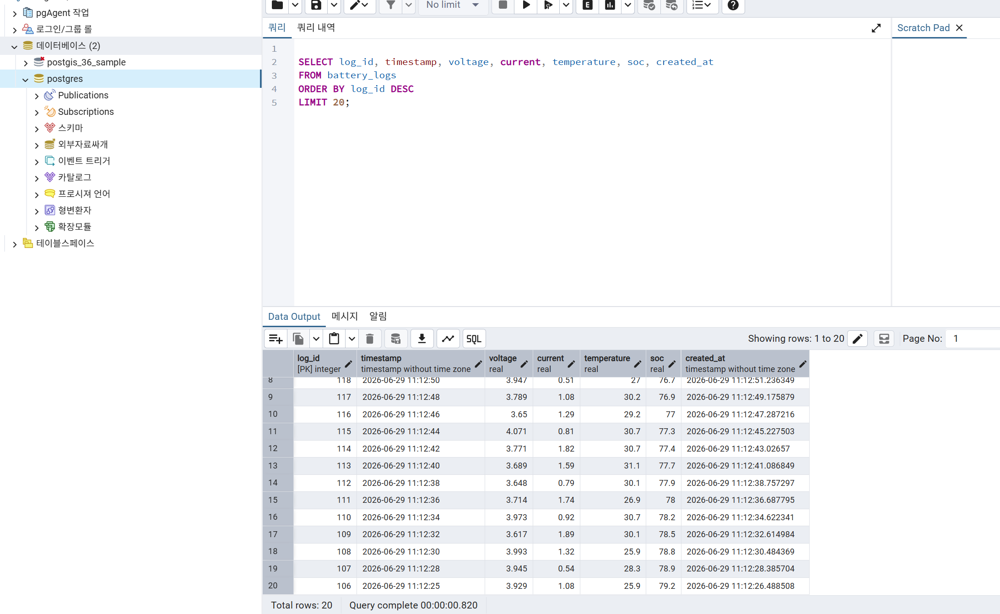 pgAgent 작업
로그인/그룹 롤
데이터베이스 (2)
postgis_36_sample
postgres
Publications
Subscriptions
스키마
외부자료싸개
이벤트 트리거
카탈로그
프로시져 언어
형변환자
확장모듈
테이블스페이스
No limit
E
쿼리 쿼리 내역
Scratch Pad
1
2 SELECT log_id, timestamp, voltage, current, temperature, soc, created_at
3 FROM battery_logs
4 ORDER BY log_id DESC
5 LIMIT 20;
Data Output 메시지 알림
SQL Showing rows: 1 to 20 Page No: 1
log_id timestamp voltage current temperature soc created_at
[PK] integer timestamp without time zone real real real real timestamp without time zone
8 118 2026-06-29 11:12:50 3.947 0.51 27 76.7 2026-06-29 11:12:51.236349
9 117 2026-06-29 11:12:48 3.789 1.08 30.2 76.9 2026-06-29 11:12:49.175879
10 116 2026-06-29 11:12:46 3.65 1.29 29.2 77 2026-06-29 11:12:47.287216
11 115 2026-06-29 11:12:44 4.071 0.81 30.7 77.3 2026-06-29 11:12:45.227503
12 114 2026-06-29 11:12:42 3.771 1.82 30.7 77.4 2026-06-29 11:12:43.02657
13 113 2026-06-29 11:12:40 3.689 1.59 31.1 77.7 2026-06-29 11:12:41.086849
14 112 2026-06-29 11:12:38 3.648 0.79 30.1 77.9 2026-06-29 11:12:38.757297
15 111 2026-06-29 11:12:36 3.714 1.74 26.9 78 2026-06-29 11:12:36.687795
16 110 2026-06-29 11:12:34 3.973 0.92 30.7 78.2 2026-06-29 11:12:34.622341
17 109 2026-06-29 11:12:32 3.617 1.89 30.1 78.5 2026-06-29 11:12:32.614984
18 108 2026-06-29 11:12:30 3.993 1.32 25.9 78.8 2026-06-29 11:12:30.484369
19 107 2026-06-29 11:12:28 3.945 0.54 28.3 78.9 2026-06-29 11:12:28.385704
20 106 2026-06-29 11:12:25 3.929 1.08 25.9 79.2 2026-06-29 11:12:26.488508
Total rows: 20 Query complete 00:00:00.820